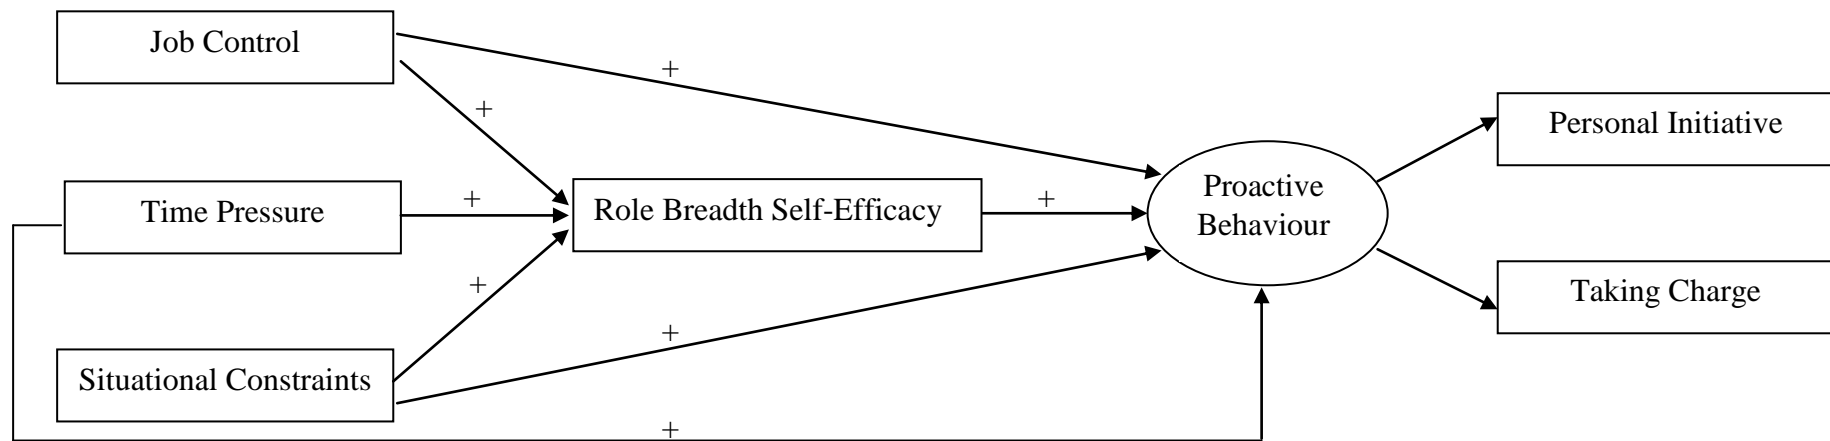 Job Control
+
+
Personal Initiative
Time Pressure
+
Role Breadth Self-Efficacy
+
Proactive
Behaviour
+
Taking Charge
+
Situational Constraints
+